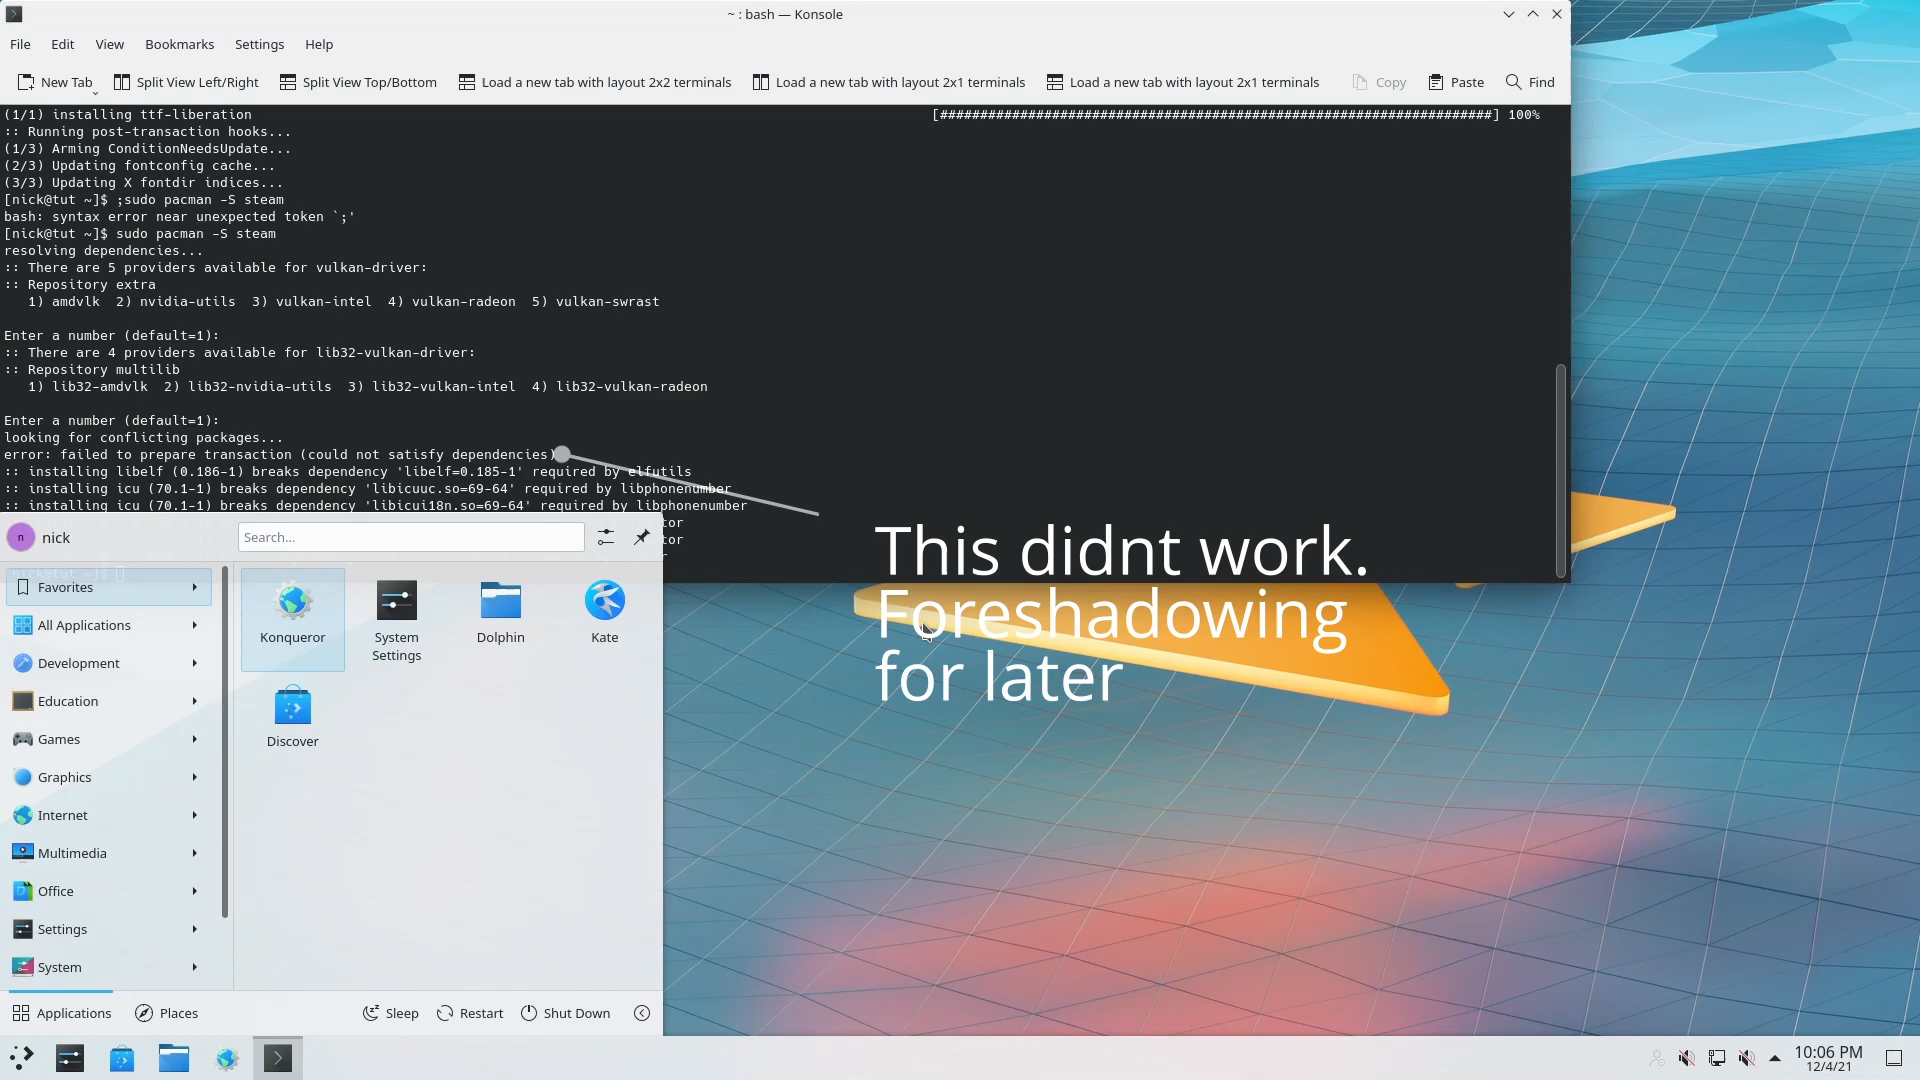 ~ : bash — Konsole
File Edit View Bookmarks Settings Help
New Tab Split View Left/Right Split View Top/Bottom Load a new tab with layout 2x2 terminals Load a new tab with layout 2x1 terminals Load a new tab with layout 2x1 terminals Copy Paste Find
(1/1) installing ttf-liberation [######################################################################] 100%
:: Running post-transaction hooks...
(1/3) Arming ConditionNeedsUpdate...
(2/3) Updating fontconfig cache...
(3/3) Updating X fontdir indices...
[nick@tut ~]$ ;sudo pacman -S steam
bash: syntax error near unexpected token `;'
[nick@tut ~]$ sudo pacman -S steam
resolving dependencies...
:: There are 5 providers available for vulkan-driver:
:: Repository extra
1) amdvlk 2) nvidia-utils 3) vulkan-intel 4) vulkan-radeon 5) vulkan-swrast
Enter a number (default=1):
:: There are 4 providers available for lib32-vulkan-driver:
:: Repository multilib
1) lib32-amdvlk 2) lib32-nvidia-utils 3) lib32-vulkan-intel 4) lib32-vulkan-radeon
Enter a number (default=1):
looking for conflicting packages...
error: failed to prepare transaction (could not satisfy dependencies)
:: installing libelf (0.186-1) breaks dependency 'libelf=0.185-1' required by elfutils
:: installing icu (70.1-1) breaks dependency 'libicuuc.so=69-64' required by libphonenumber
:: installing icu (70.1-1) breaks dependency 'libicui18n.so=69-64' required by libphonenumber
tor
tor
r
[nick@tut ~]$
This didnt work.
Foreshadowing
for later
n nick Search...
Favorites
All Applications
Development
Education
Games
Graphics
Internet
Multimedia
Office
Settings
System
Konqueror
System
Settings
Dolphin
Kate
Discover
Applications Places Sleep Restart Shut Down
10:06 PM
12/4/21